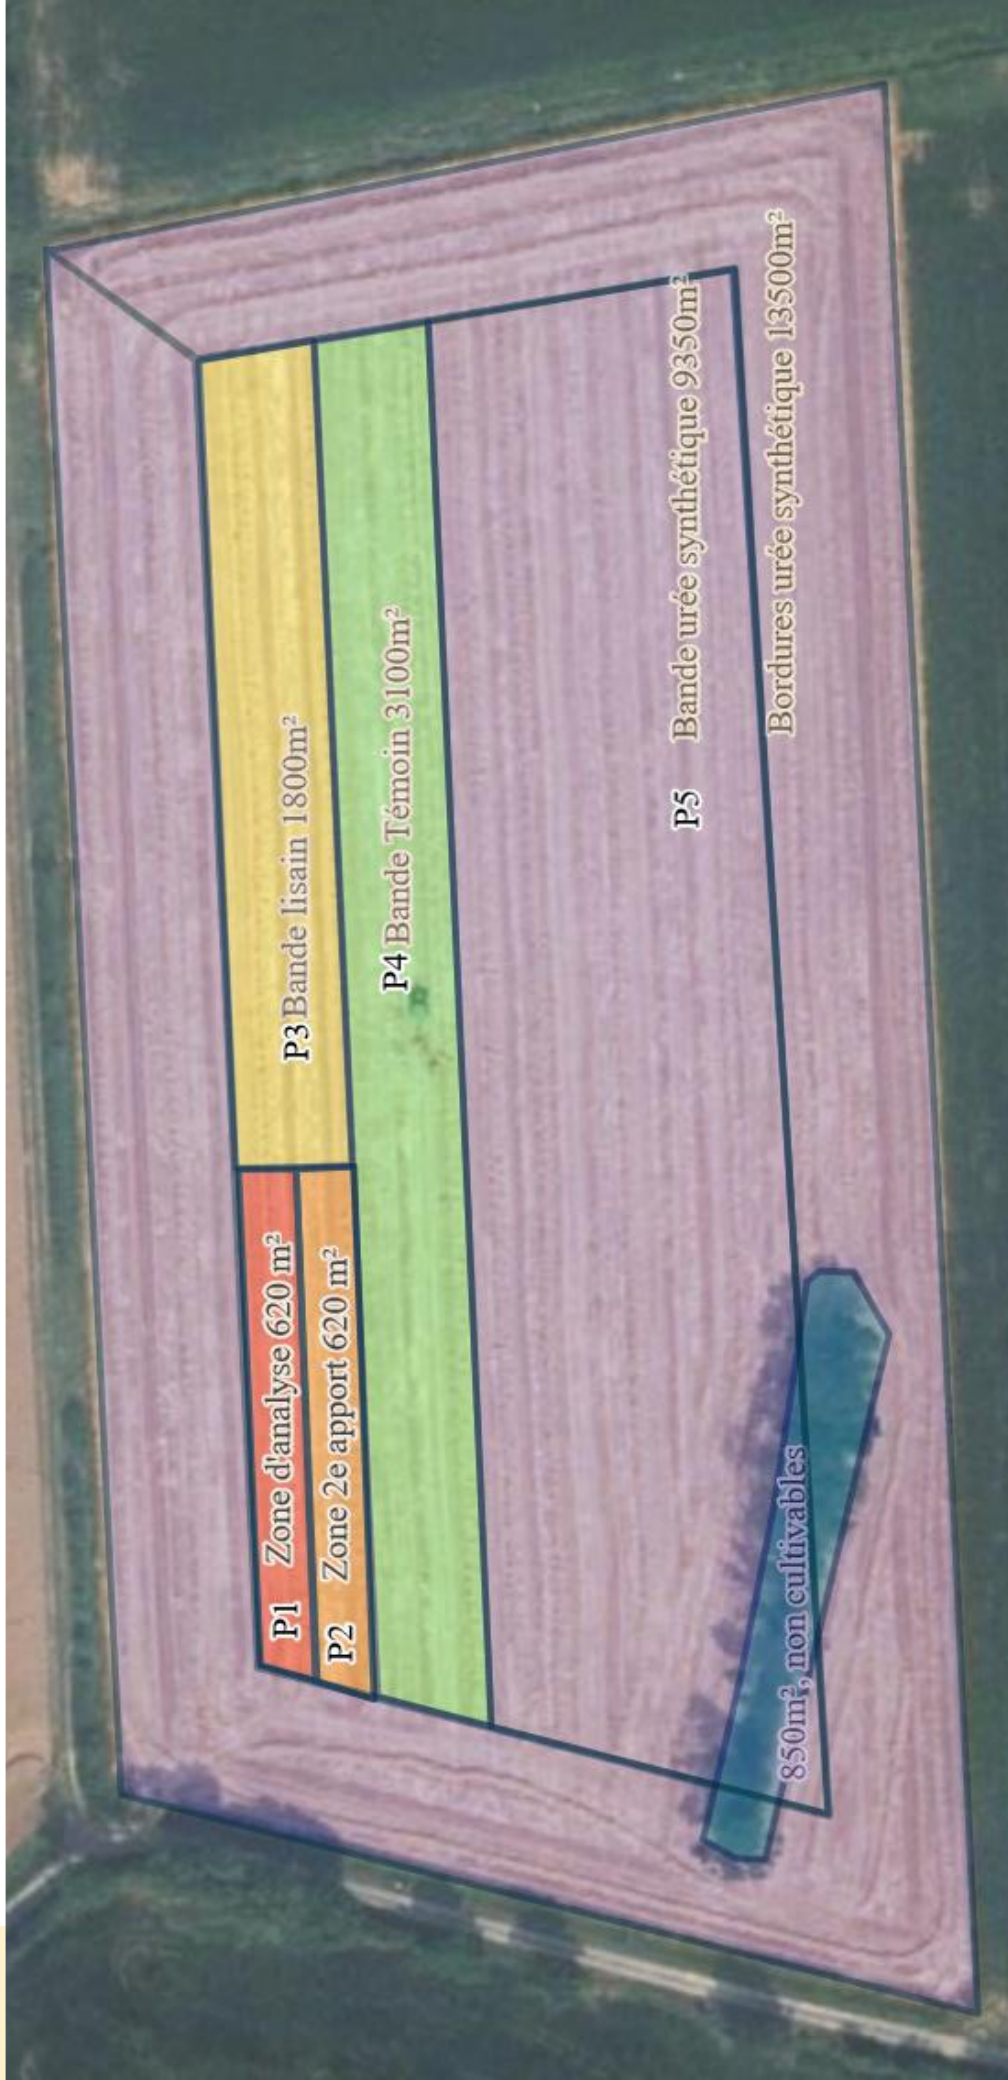 P1 Zone d'analyse 620 m²
P2 Zone 2e apport 620 m²
P3 Bande lisain 1800m²
P4 Bande Témoin 3100m²
P5 Bande urée synthétique 9350m²
Bordures urée synthétique 13500m²
850m², non cultivables